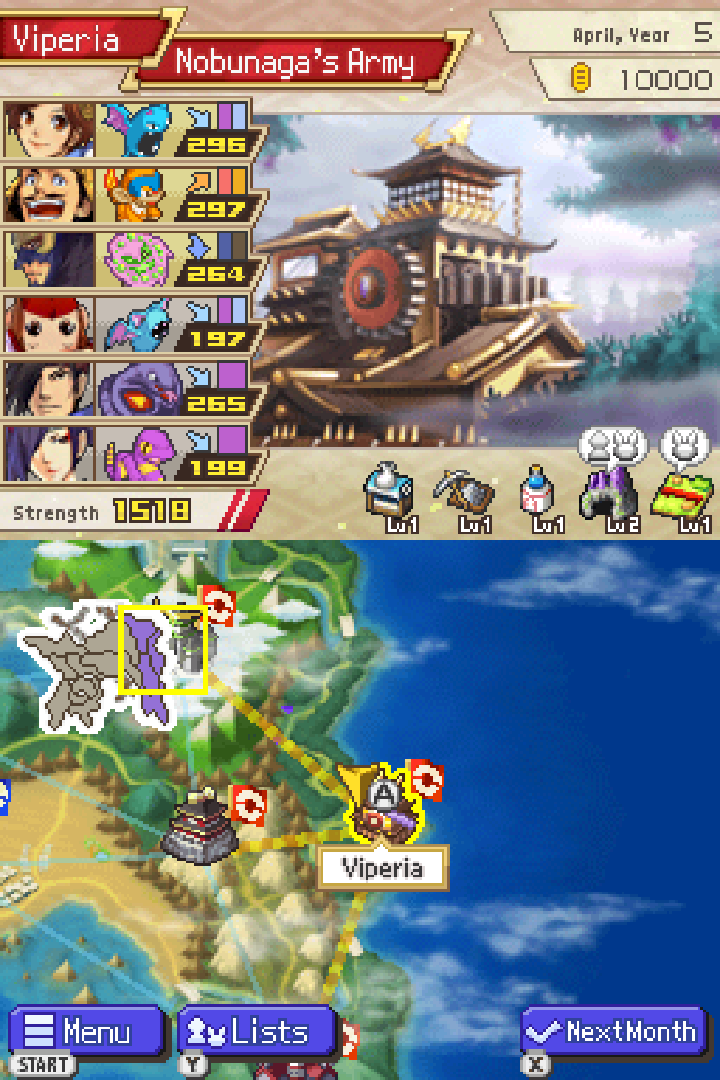 Viperia
April, Year 5
Nobunaga's Army
10000
296
297
264
197
265
199
Strength 1518
Lv1
Lv1
Lv1
Lv2
Lv1
A
Viperia
Menu
Lists
NextMonth
START
Y
X